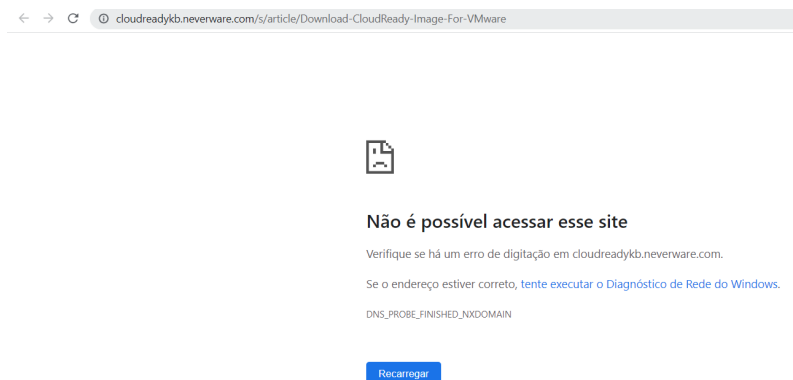 cloudreadykb.neverware.com/s/article/Download-CloudReady-Image-For-VMware
Não é possível acessar esse site
Verifique se há um erro de digitação em cloudreadykb.neverware.com.
Se o endereço estiver correto, tente executar o Diagnóstico de Rede do Windows.
DNS_PROBE_FINISHED_NXDOMAIN
Recarregar